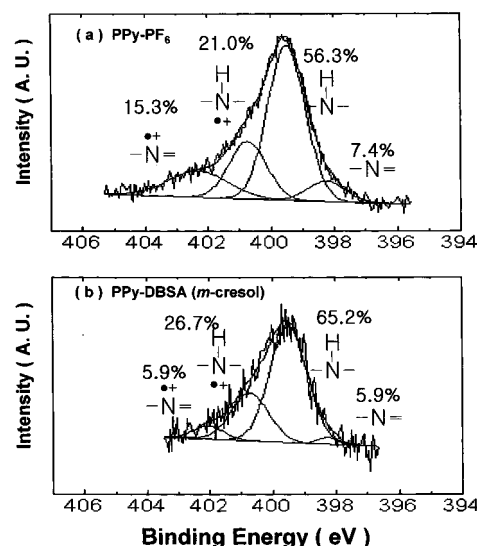 ( a ) PPy-PF6
21.0%
56.3%
H
-N-
•+
H
-N-
15.3%
•+
-N=
7.4%
-N=
Intensity ( A. U. )
406 404 402 400 398 396 394
( b ) PPy-DBSA (m-cresol)
26.7%
H
-N-
•+
65.2%
H
-N-
5.9%
•+
-N=
5.9%
-N=
Intensity ( A. U. )
406 404 402 400 398 396 394
Binding Energy ( eV )